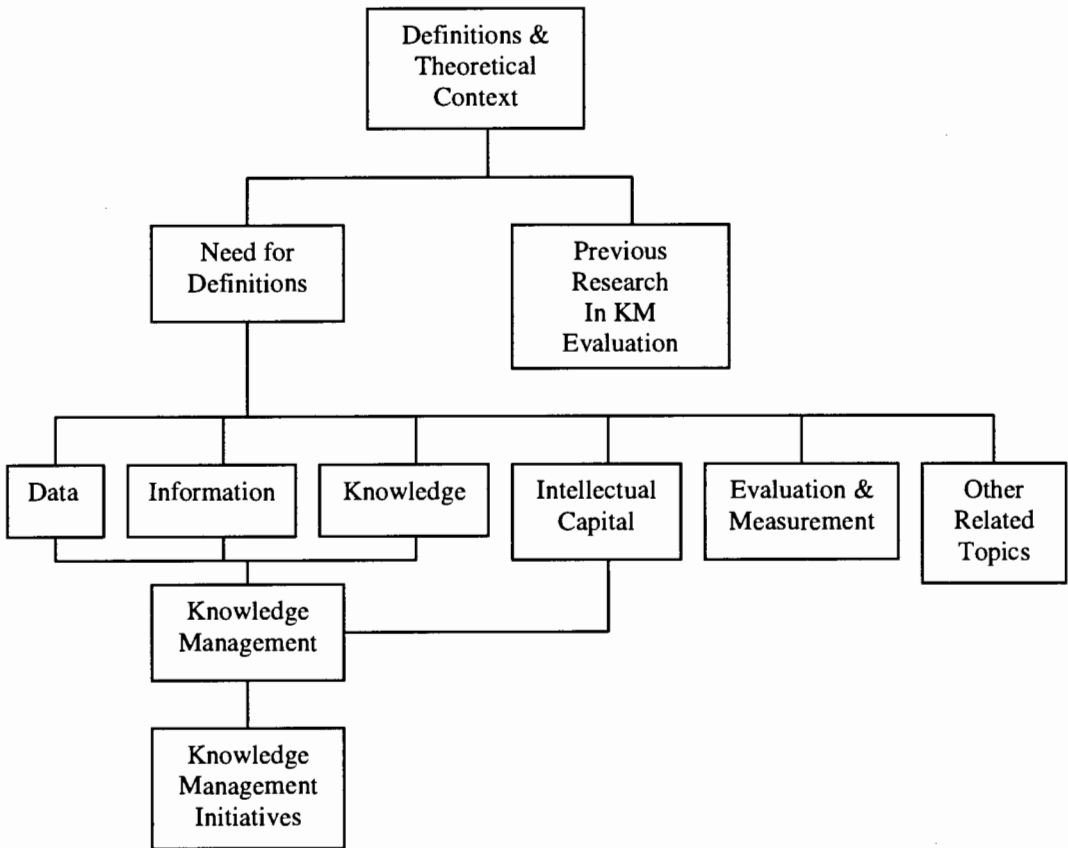 Definitions &
Theoretical
Context
Need for
Definitions
Previous
Research
In KM
Evaluation
Data
Information
Knowledge
Intellectual
Capital
Evaluation &
Measurement
Other
Related
Topics
Knowledge
Management
Knowledge
Management
Initiatives